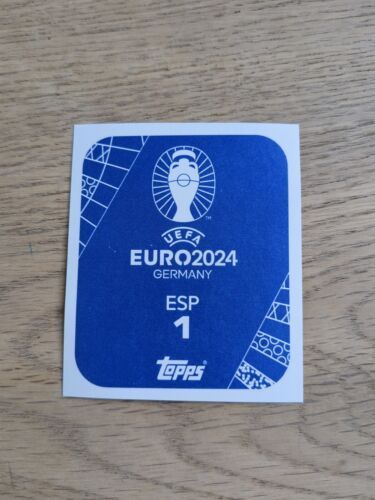 UEFA
EURO2024
GERMANY
ESP
1
Topps